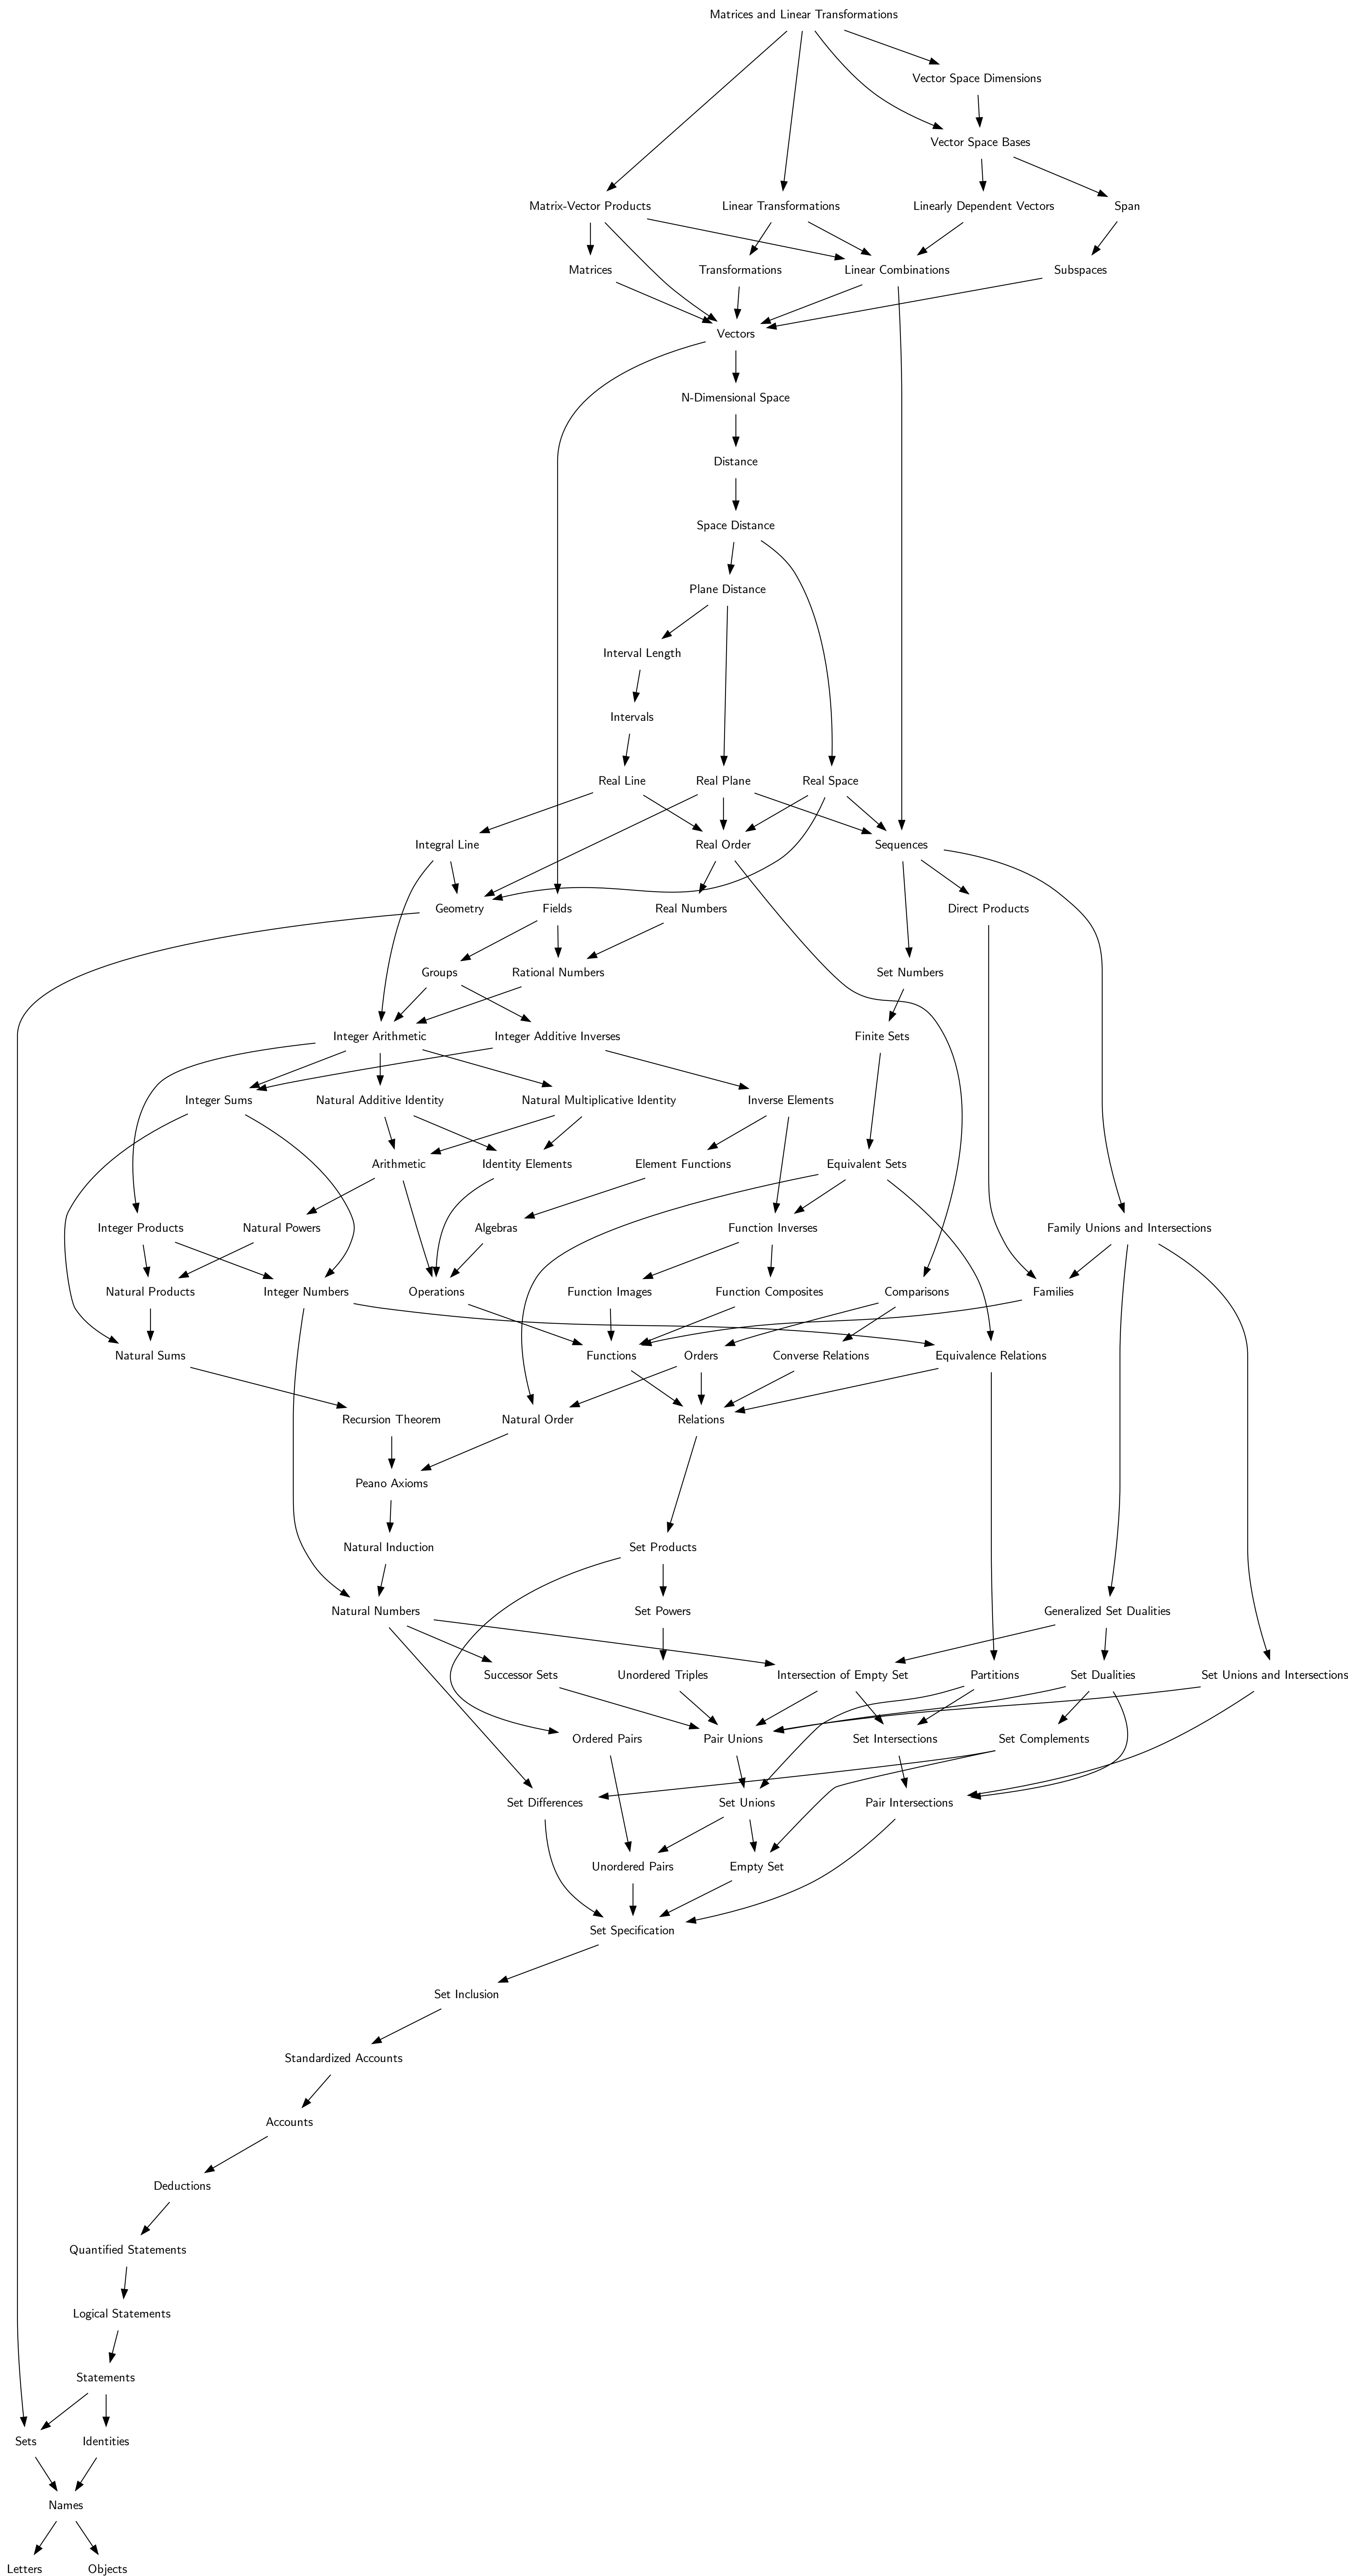 Matrices and Linear Transformations
Vector Space Dimensions
Vector Space Bases
Matrix-Vector Products
Linear Transformations
Linearly Dependent Vectors
Span
Matrices
Transformations
Linear Combinations
Subspaces
Vectors
N-Dimensional Space
Distance
Space Distance
Plane Distance
Interval Length
Intervals
Real Line
Real Plane
Real Space
Integral Line
Real Order
Sequences
Geometry
Fields
Real Numbers
Direct Products
Groups
Rational Numbers
Set Numbers
Integer Arithmetic
Integer Additive Inverses
Finite Sets
Integer Sums
Natural Additive Identity
Natural Multiplicative Identity
Inverse Elements
Arithmetic
Identity Elements
Element Functions
Equivalent Sets
Integer Products
Natural Powers
Algebras
Function Inverses
Family Unions and Intersections
Natural Products
Integer Numbers
Operations
Function Images
Function Composites
Comparisons
Families
Natural Sums
Functions
Orders
Converse Relations
Equivalence Relations
Recursion Theorem
Natural Order
Relations
Peano Axioms
Natural Induction
Set Products
Natural Numbers
Set Powers
Generalized Set Dualities
Successor Sets
Unordered Triples
Intersection of Empty Set
Partitions
Set Dualities
Set Unions and Intersections
Ordered Pairs
Pair Unions
Set Intersections
Set Complements
Set Differences
Set Unions
Pair Intersections
Unordered Pairs
Empty Set
Set Specification
Set Inclusion
Standardized Accounts
Accounts
Deductions
Quantified Statements
Logical Statements
Statements
Sets
Identities
Names
Letters
Objects